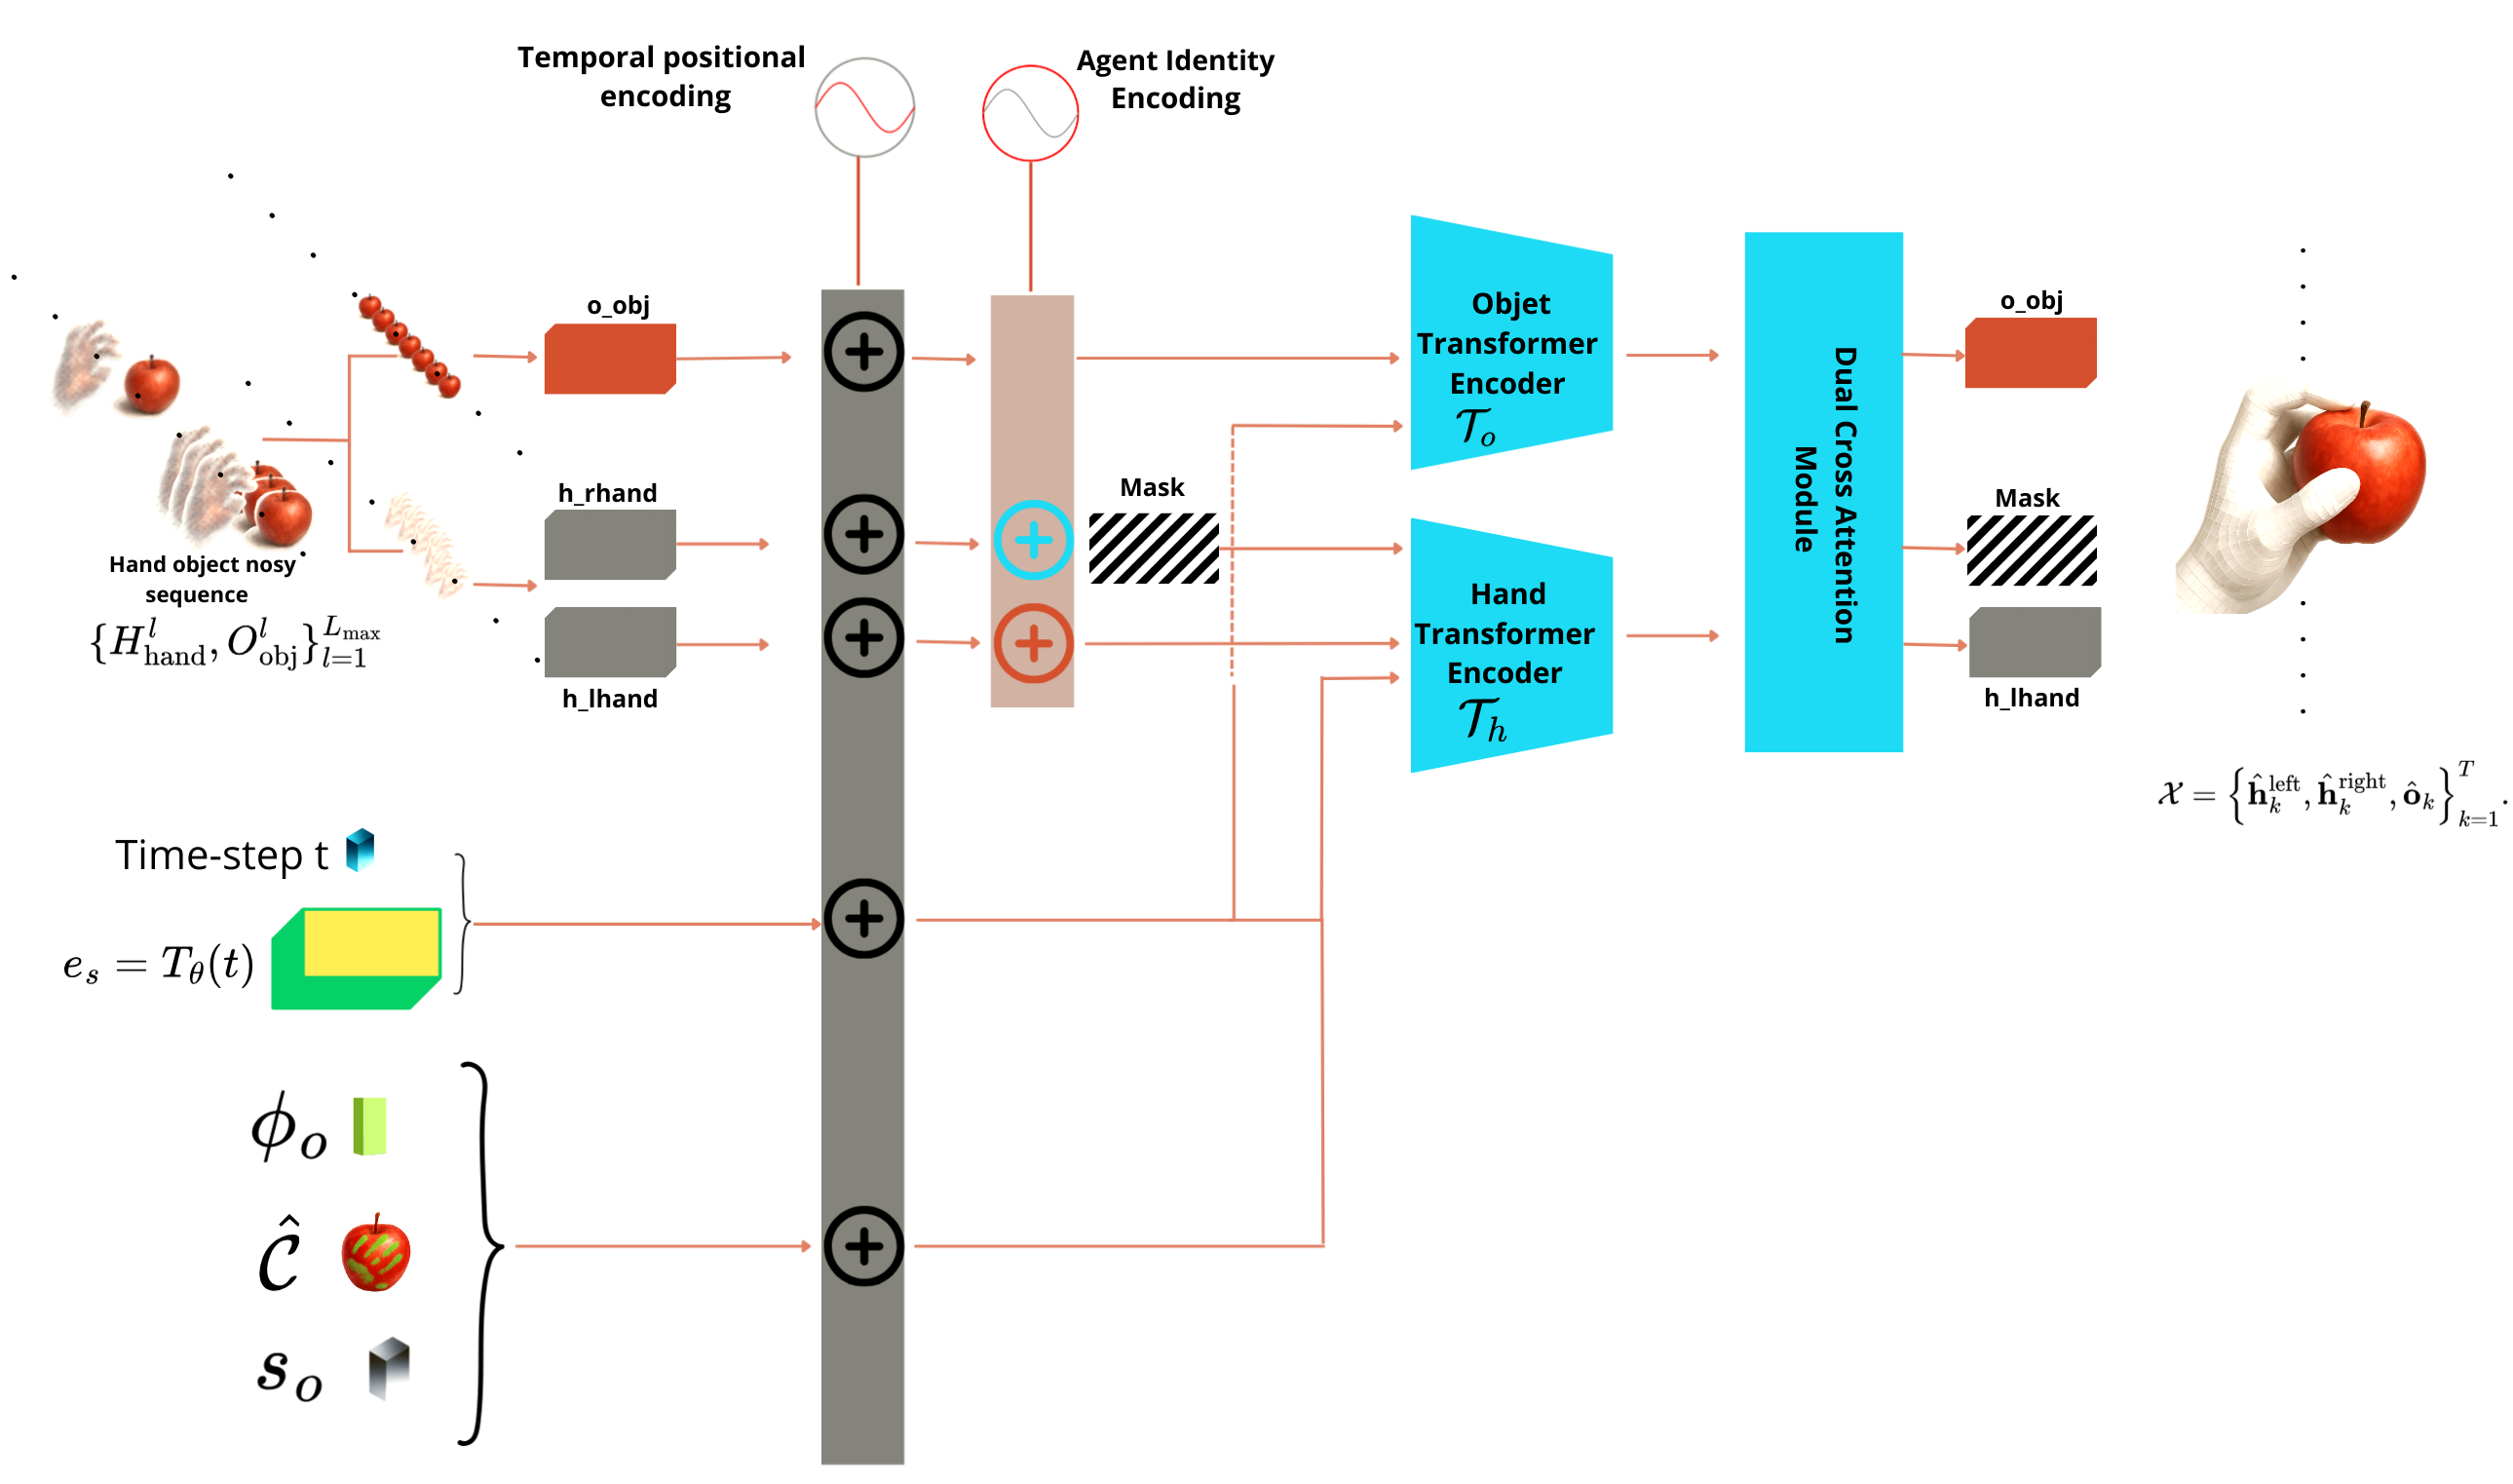 Temporal positional
encoding
Agent Identity
Encoding
o_obj
h_rhand
h_lhand
Hand object nosy
sequence
$\{H^l_{\text{hand}}, O^l_{\text{obj}}\}_{l=1}^{L_{\max}}$
Mask
Objet
Transformer
Encoder
$\mathcal{T}_o$
Hand
Transformer
Encoder
$\mathcal{T}_h$
Dual Cross Attention
Module
o_obj
Mask
h_lhand
$\mathcal{X} = \left\{\hat{\mathbf{h}}_k^{\text{left}}, \hat{\mathbf{h}}_k^{\text{right}}, \hat{\mathbf{o}}_k\right\}_{k=1}^{T}.$
Time-step t
$e_s = T_\theta(t)$
$\phi_o$
$\hat{\mathcal{C}}$
$s_o$